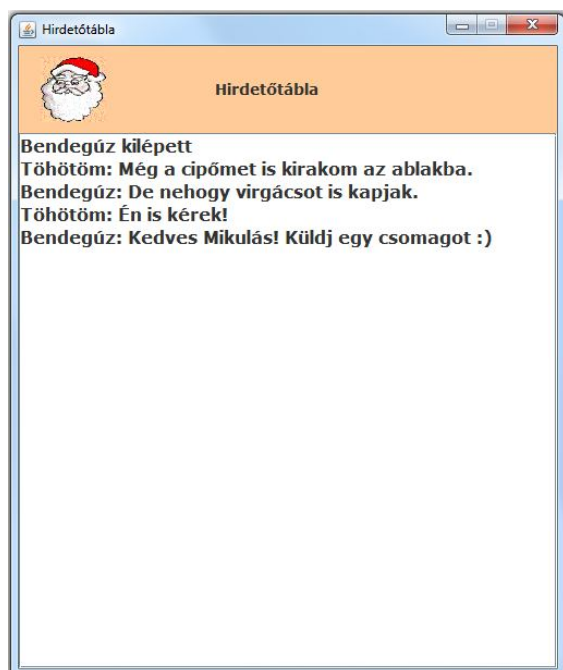 Hirdetőtábla
Hirdetőtábla
Bendegúz kilépett
Töhötöm: Még a cipőmet is kirakom az ablakba.
Bendegúz: De nehogy virgácsot is kapjak.
Töhötöm: Én is kérek!
Bendegúz: Kedves Mikulás! Küldj egy csomagot :)